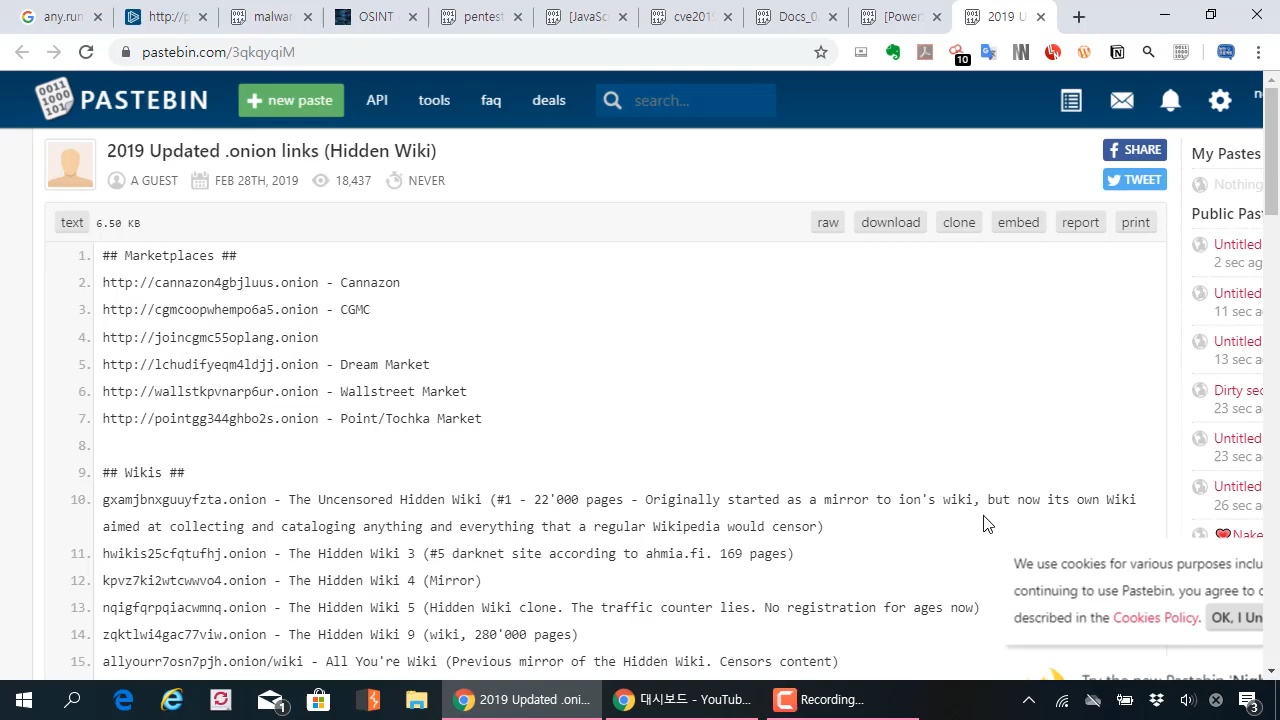 any.r
http://p
malwar
OSINT
pentest
[JavaSc
cve2019
Docs_0
[Power
2019 U
pastebin.com/3qkqyqiM
10
PASTEBIN
new paste
API
tools
faq
deals
search...
2019 Updated .onion links (Hidden Wiki)
SHARE
A GUEST
FEB 28TH, 2019
18,437
NEVER
TWEET
text
6.50 KB
raw
download
clone
embed
report
print
1. ## Marketplaces ##
2. http://cannazon4gbjluus.onion - Cannazon
3. http://cgmcoopwhempo6a5.onion - CGMC
4. http://joincgmc55oplang.onion
5. http://lchudifyeqm4ldjj.onion - Dream Market
6. http://wallstkpvnarp6ur.onion - Wallstreet Market
7. http://pointgg344ghbo2s.onion - Point/Tochka Market
8.
9. ## Wikis ##
10. gxamjbnxguuyfzta.onion - The Uncensored Hidden Wiki (#1 - 22'000 pages - Originally started as a mirror to ion's wiki, but now its own Wiki
aimed at collecting and cataloging anything and everything that a regular Wikipedia would censor)
11. hwikis25cfqtufhj.onion - The Hidden Wiki 3 (#5 darknet site according to ahmia.fi. 169 pages)
12. kpvz7ki2wtcwwvo4.onion - The Hidden Wiki 4 (Mirror)
13. nqigfqrpqiacwmnq.onion - The Hidden Wiki 5 (Hidden Wiki clone. The traffic counter lies. No registration for ages now)
14. zqktlwi4gac77viw.onion - The Hidden Wiki 9 (wiki, 280'000 pages)
15. allyourr7osn7pjh.onion/wiki - All You're Wiki (Previous mirror of the Hidden Wiki. Censors content)
My Pastes
Nothing
Public Pas
Untitled
2 sec ag
Untitled
11 sec a
Untitled
13 sec a
Dirty sec
23 sec a
Untitled
23 sec a
Untitled
26 sec a
Nake
We use cookies for various purposes inclu
continuing to use Pastebin, you agree to
described in the Cookies Policy. OK, I Un
Try the new Pastebin
2019 Updated .oni...
대시보드 - YouTub...
Recording...
1
3